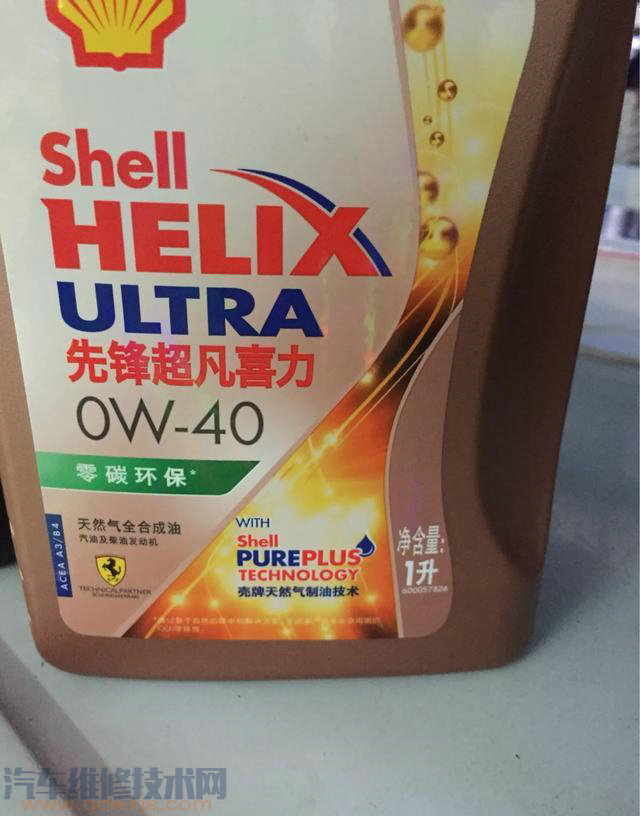 Shell
HELIX
ULTRA
先锋超凡喜力
0W-40
零碳环保*
ACEA A3/B4
天然气全合成油
汽油及柴油发动机
TECHNICAL PARTNER
WITH
Shell
PUREPLUS
TECHNOLOGY
壳牌天然气制油技术
净含量:
1升
600057826
汽车维修技术网